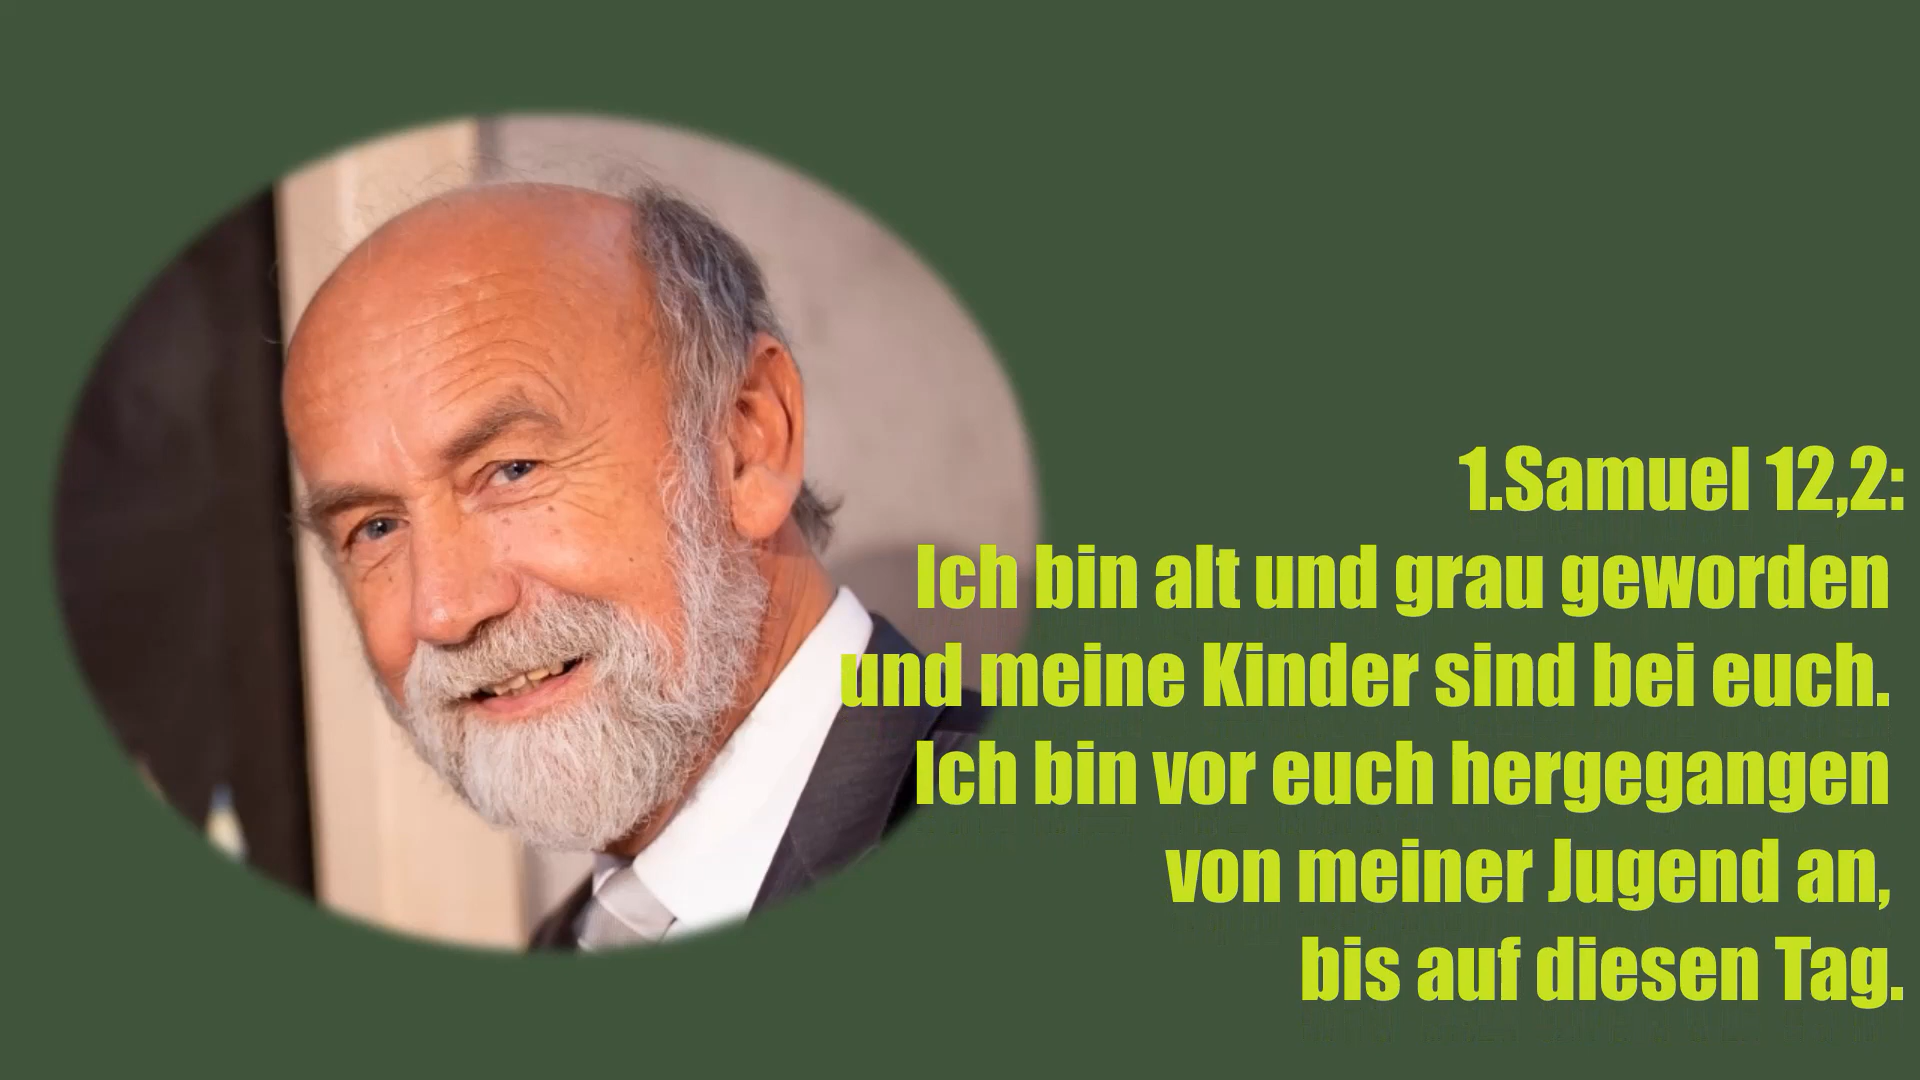 1.Samuel 12,2:
Ich bin alt und grau geworden
und meine Kinder sind bei euch.
Ich bin vor euch hergegangen
von meiner Jugend an,
bis auf diesen Tag.